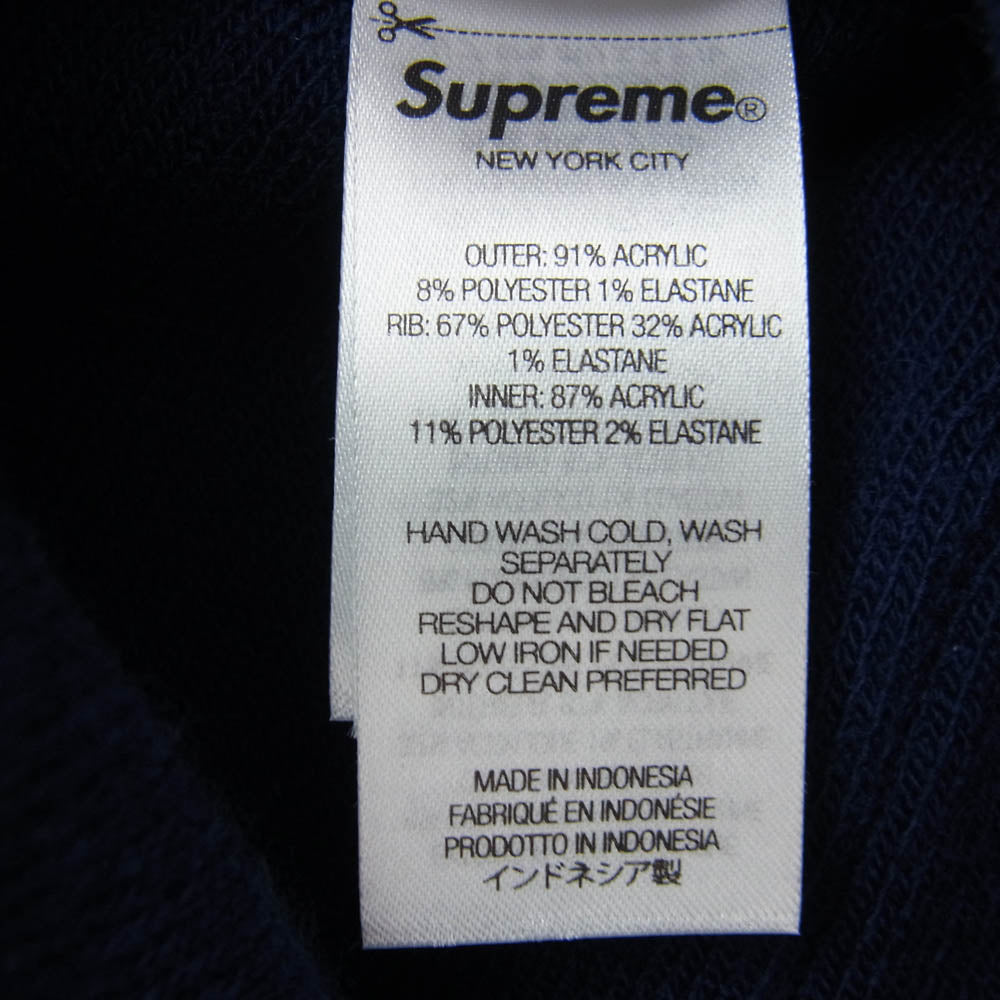 Supreme®
NEW YORK CITY
OUTER: 91% ACRYLIC
8% POLYESTER 1% ELASTANE
RIB: 67% POLYESTER 32% ACRYLIC
1% ELASTANE
INNER: 87% ACRYLIC
11% POLYESTER 2% ELASTANE
HAND WASH COLD, WASH
SEPARATELY
DO NOT BLEACH
RESHAPE AND DRY FLAT
LOW IRON IF NEEDED
DRY CLEAN PREFERRED
MADE IN INDONESIA
FABRIQUÉ EN INDONÉSIE
PRODOTTO IN INDONESIA
インドネシア製